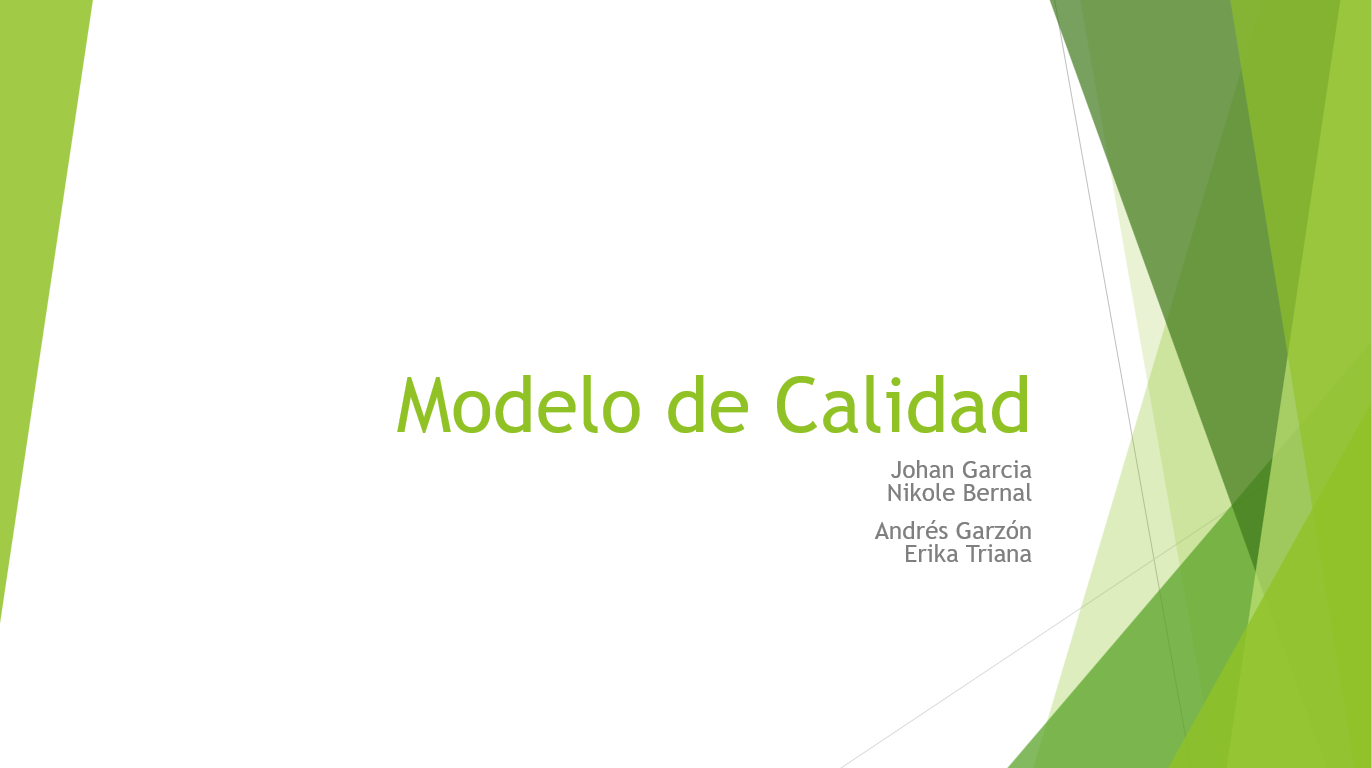 Modelo de Calidad
Johan Garcia
Nikole Bernal
Andrés Garzón
Erika Triana